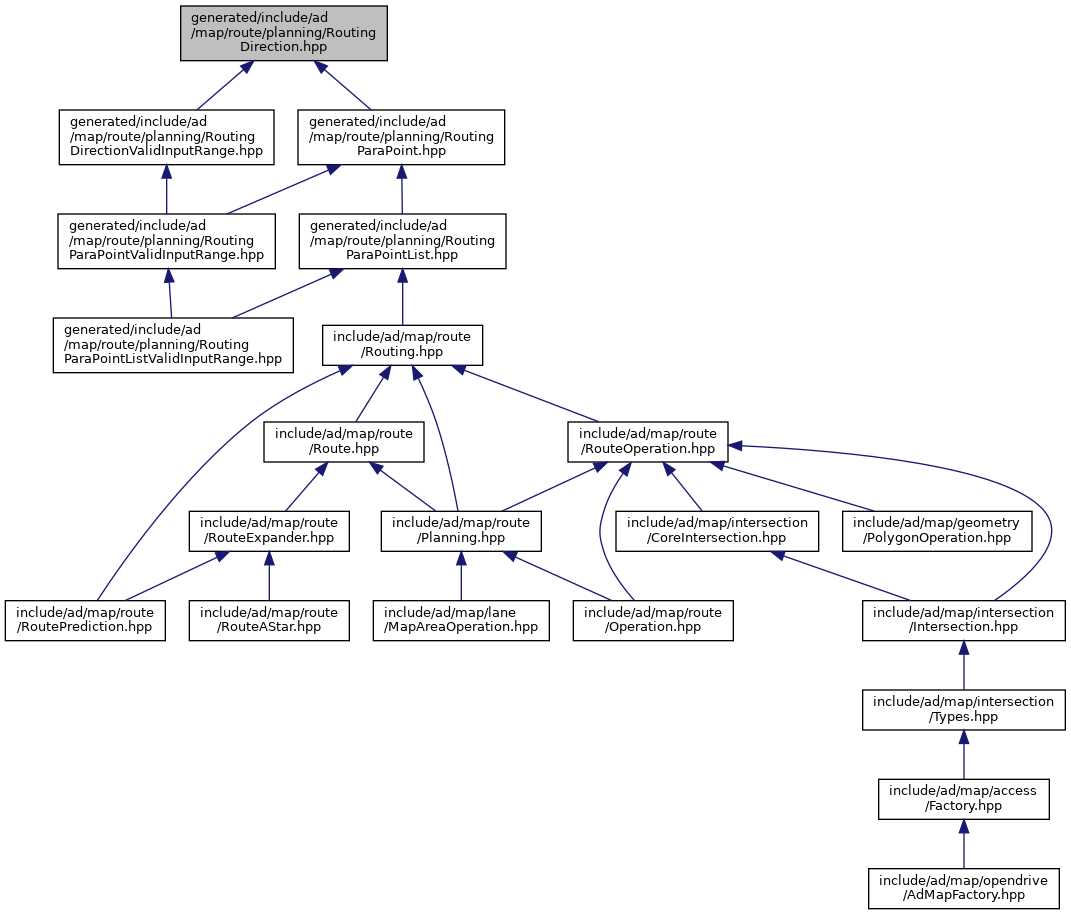 generated/include/ad
/map/route/planning/Routing
Direction.hpp
generated/include/ad
/map/route/planning/Routing
DirectionValidInputRange.hpp
generated/include/ad
/map/route/planning/Routing
ParaPoint.hpp
generated/include/ad
/map/route/planning/Routing
ParaPointValidInputRange.hpp
generated/include/ad
/map/route/planning/Routing
ParaPointList.hpp
generated/include/ad
/map/route/planning/Routing
ParaPointListValidInputRange.hpp
include/ad/map/route
/Routing.hpp
include/ad/map/route
/Route.hpp
include/ad/map/route
/RouteOperation.hpp
include/ad/map/route
/RouteExpander.hpp
include/ad/map/route
/Planning.hpp
include/ad/map/intersection
/CoreIntersection.hpp
include/ad/map/geometry
/PolygonOperation.hpp
include/ad/map/route
/RoutePrediction.hpp
include/ad/map/route
/RouteAStar.hpp
include/ad/map/lane
/MapAreaOperation.hpp
include/ad/map/route
/Operation.hpp
include/ad/map/intersection
/Intersection.hpp
include/ad/map/intersection
/Types.hpp
include/ad/map/access
/Factory.hpp
include/ad/map/opendrive
/AdMapFactory.hpp